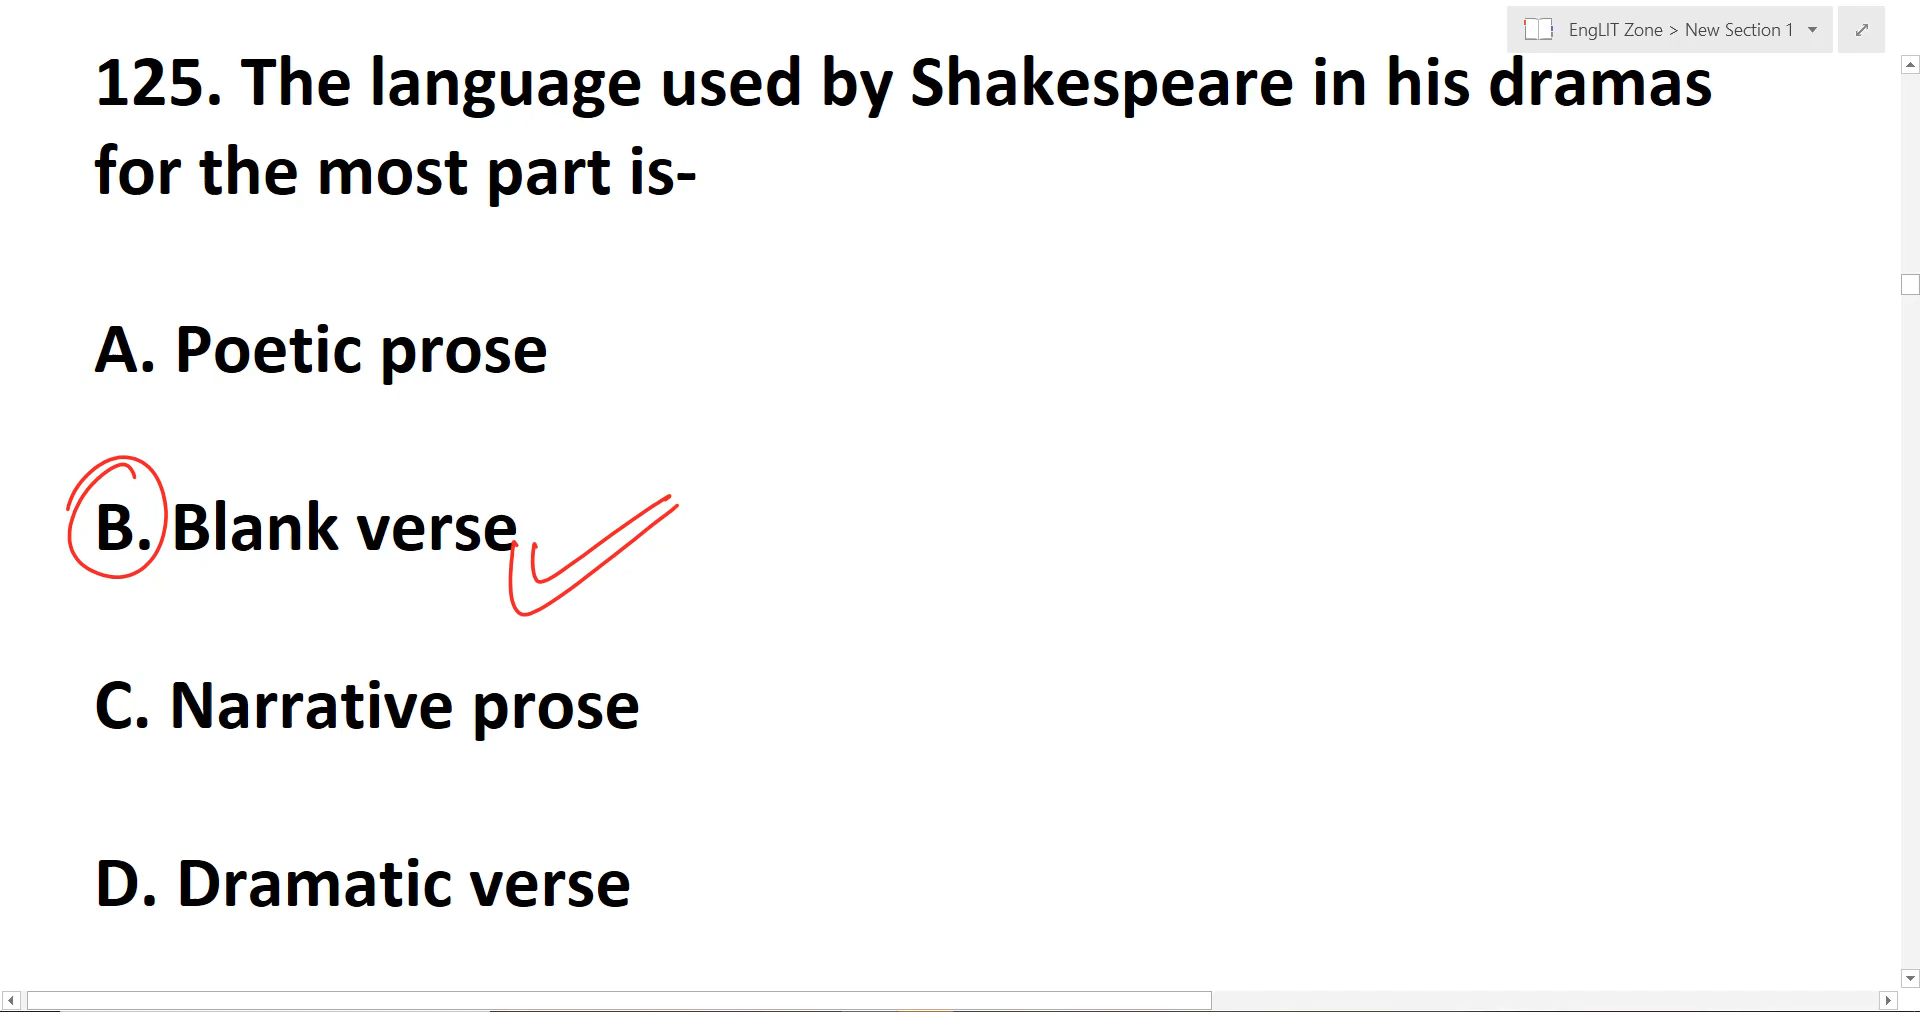 EngLIT Zone > New Section 1
125. The language used by Shakespeare in his dramas
for the most part is-
A. Poetic prose
B. Blank verse
C. Narrative prose
D. Dramatic verse